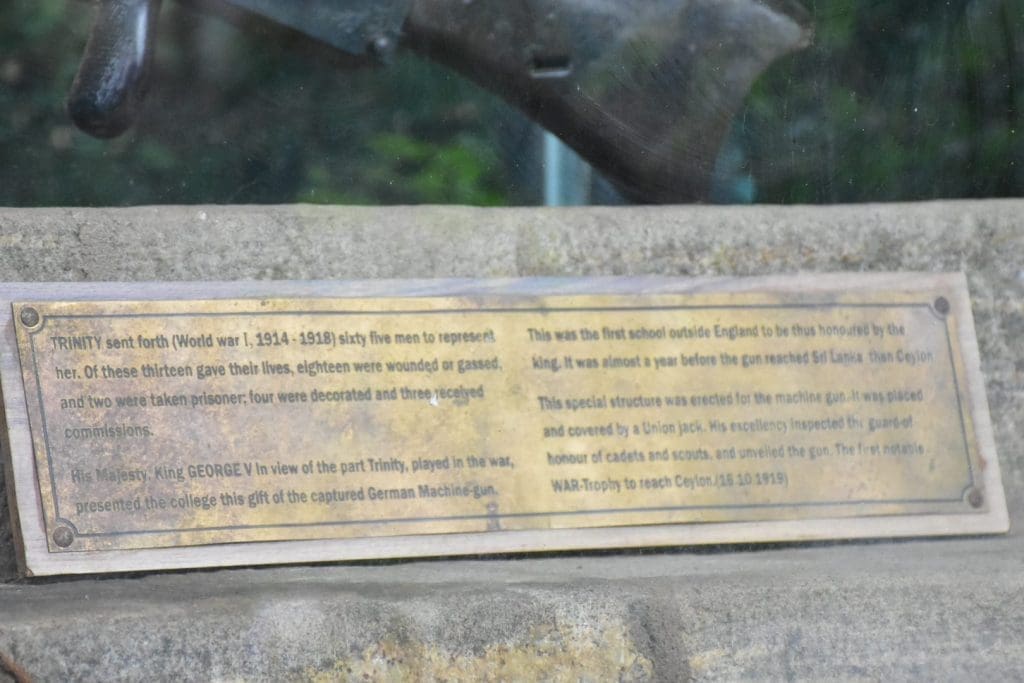 TRINITY sent forth (World war I, 1914 - 1918) sixty five men to represent
her. Of these thirteen gave their lives, eighteen were wounded or gassed,
and two were taken prisoner; four were decorated and three received
commissions.
His Majesty, King GEORGE V In view of the part Trinity, played in the war,
presented the college this gift of the captured German Machine-gun.
This was the first school outside England to be thus honoured by the
king. It was almost a year before the gun reached Sri Lanka than Ceylon
This special structure was erected for the machine gun. It was placed
and covered by a Union jack. His excellency inspected the guard-of
honour of cadets and scouts, and unveiled the gun. The first notable
WAR-Trophy to reach Ceylon.(18.10 1919)